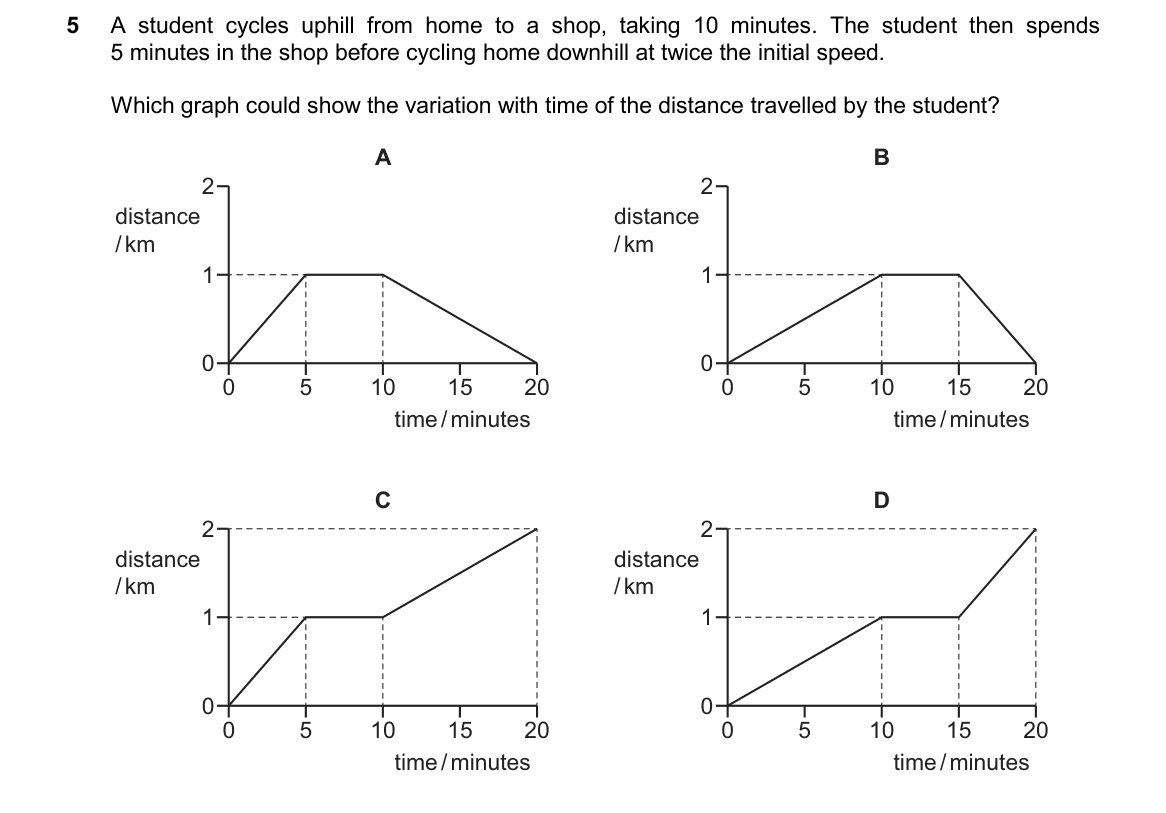 5 A student cycles uphill from home to a shop, taking 10 minutes. The student then spends
5 minutes in the shop before cycling home downhill at twice the initial speed.
Which graph could show the variation with time of the distance travelled by the student?
A
2
distance
/ km
1
0
0 5 10 15 20
time / minutes
B
2
distance
/ km
1
0
0 5 10 15 20
time / minutes
C
2
distance
/ km
1
0
0 5 10 15 20
time / minutes
D
2
distance
/ km
1
0
0 5 10 15 20
time / minutes